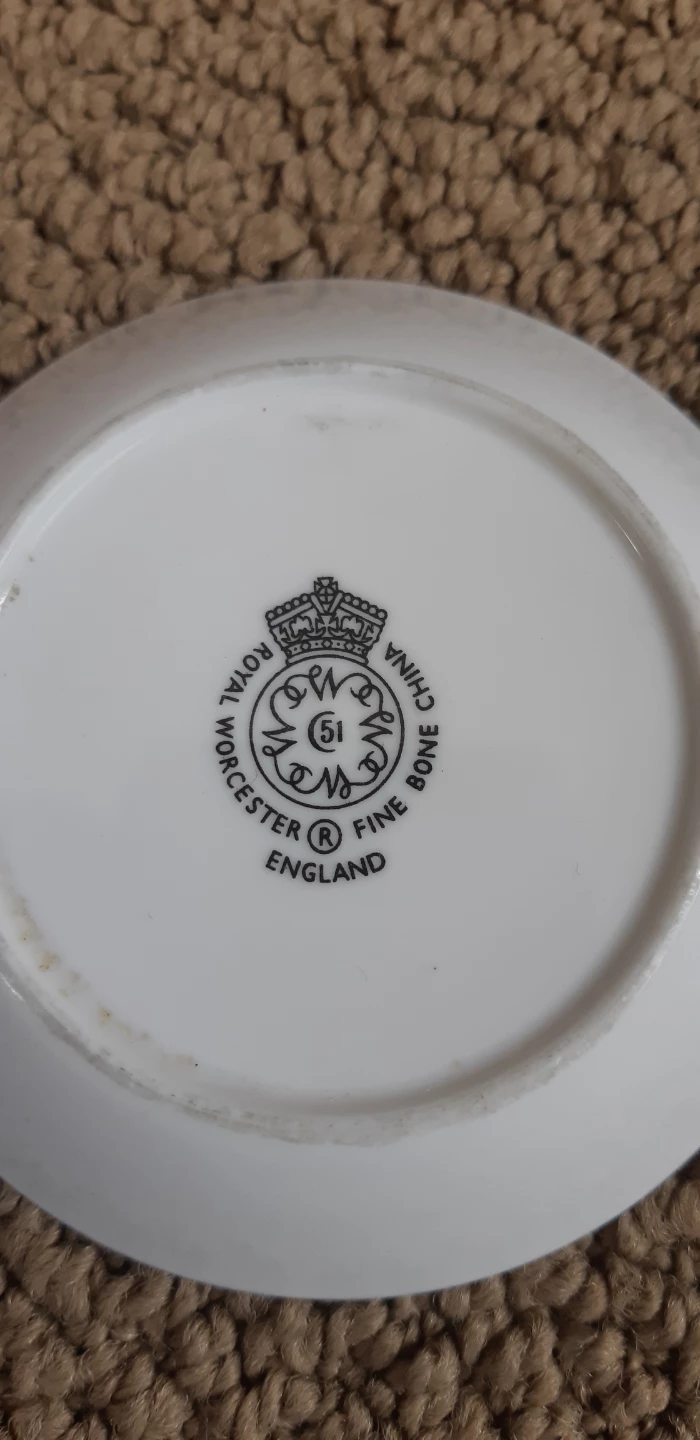 ROYAL WORCESTER ® FINE BONE CHINA
51
ENGLAND